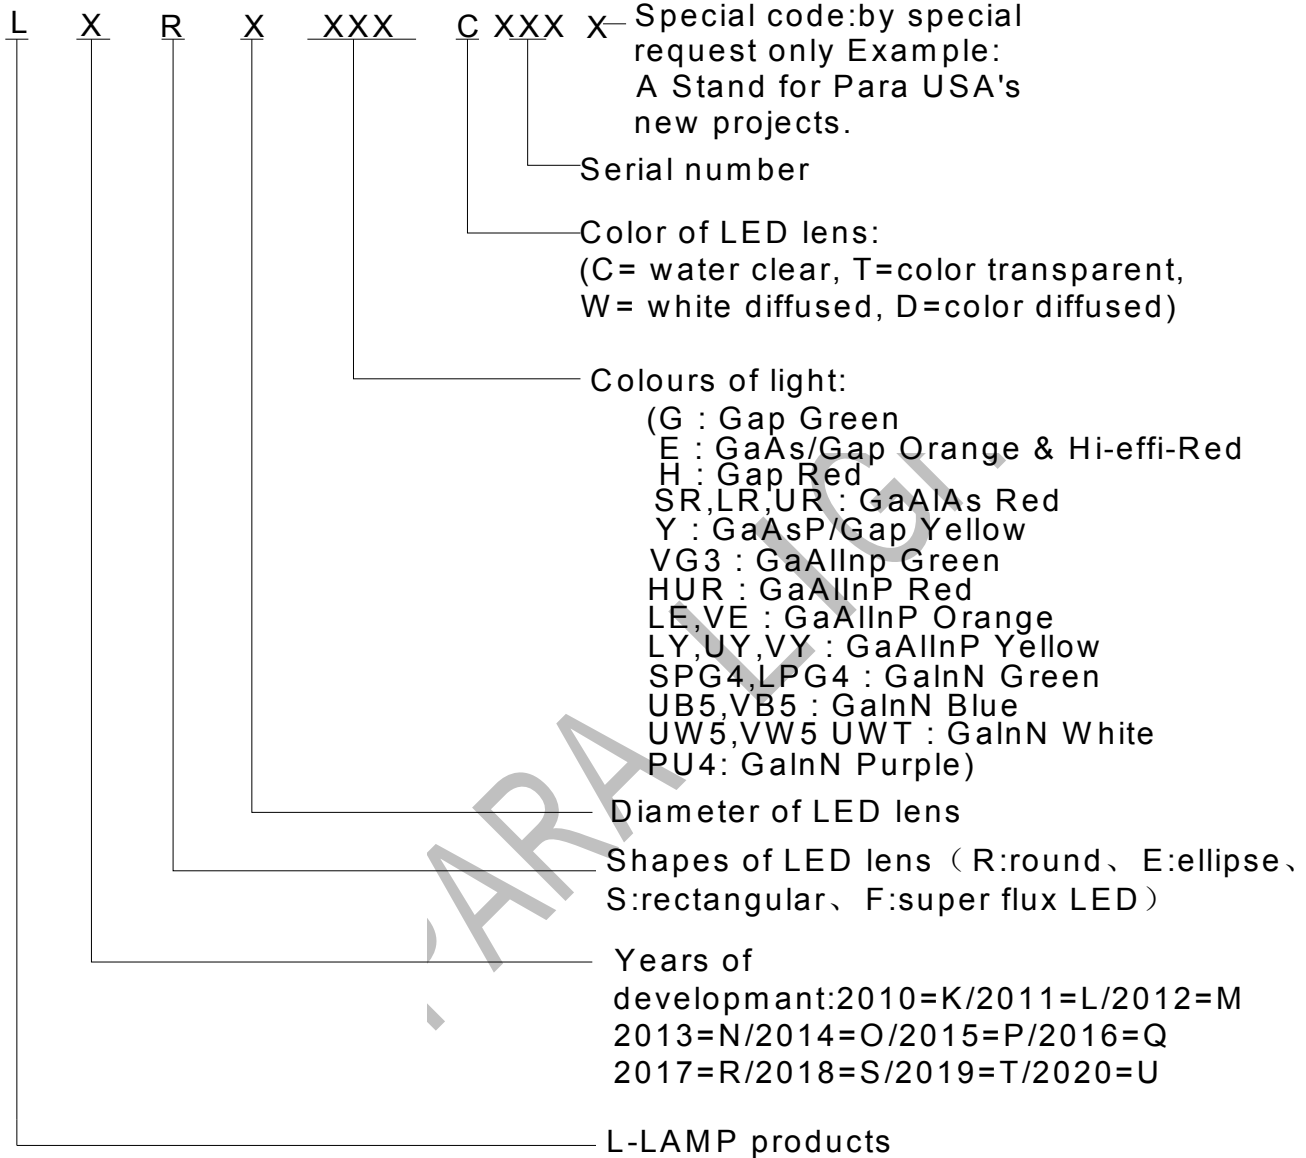 L X R X XXX C XXX X
Special code:by special
request only Example:
A Stand for Para USA's
new projects.
Serial number
Color of LED lens:
(C= water clear, T=color transparent,
W= white diffused, D=color diffused)
Colours of light:
(G : Gap Green
E : GaAs/Gap Orange & Hi-effi-Red
H : Gap Red
SR,LR,UR : GaAlAs Red
Y : GaAsP/Gap Yellow
VG3 : GaAlInp Green
HUR : GaAlInP Red
LE,VE : GaAlInP Orange
LY,UY,VY : GaAlInP Yellow
SPG4,LPG4 : GaInN Green
UB5,VB5 : GaInN Blue
UW5,VW5 UWT : GaInN White
PU4: GaInN Purple)
Diameter of LED lens
Shapes of LED lens（R:round、E:ellipse、
S:rectangular、F:super flux LED）
Years of
developmant:2010=K/2011=L/2012=M
2013=N/2014=O/2015=P/2016=Q
2017=R/2018=S/2019=T/2020=U
L-LAMP products